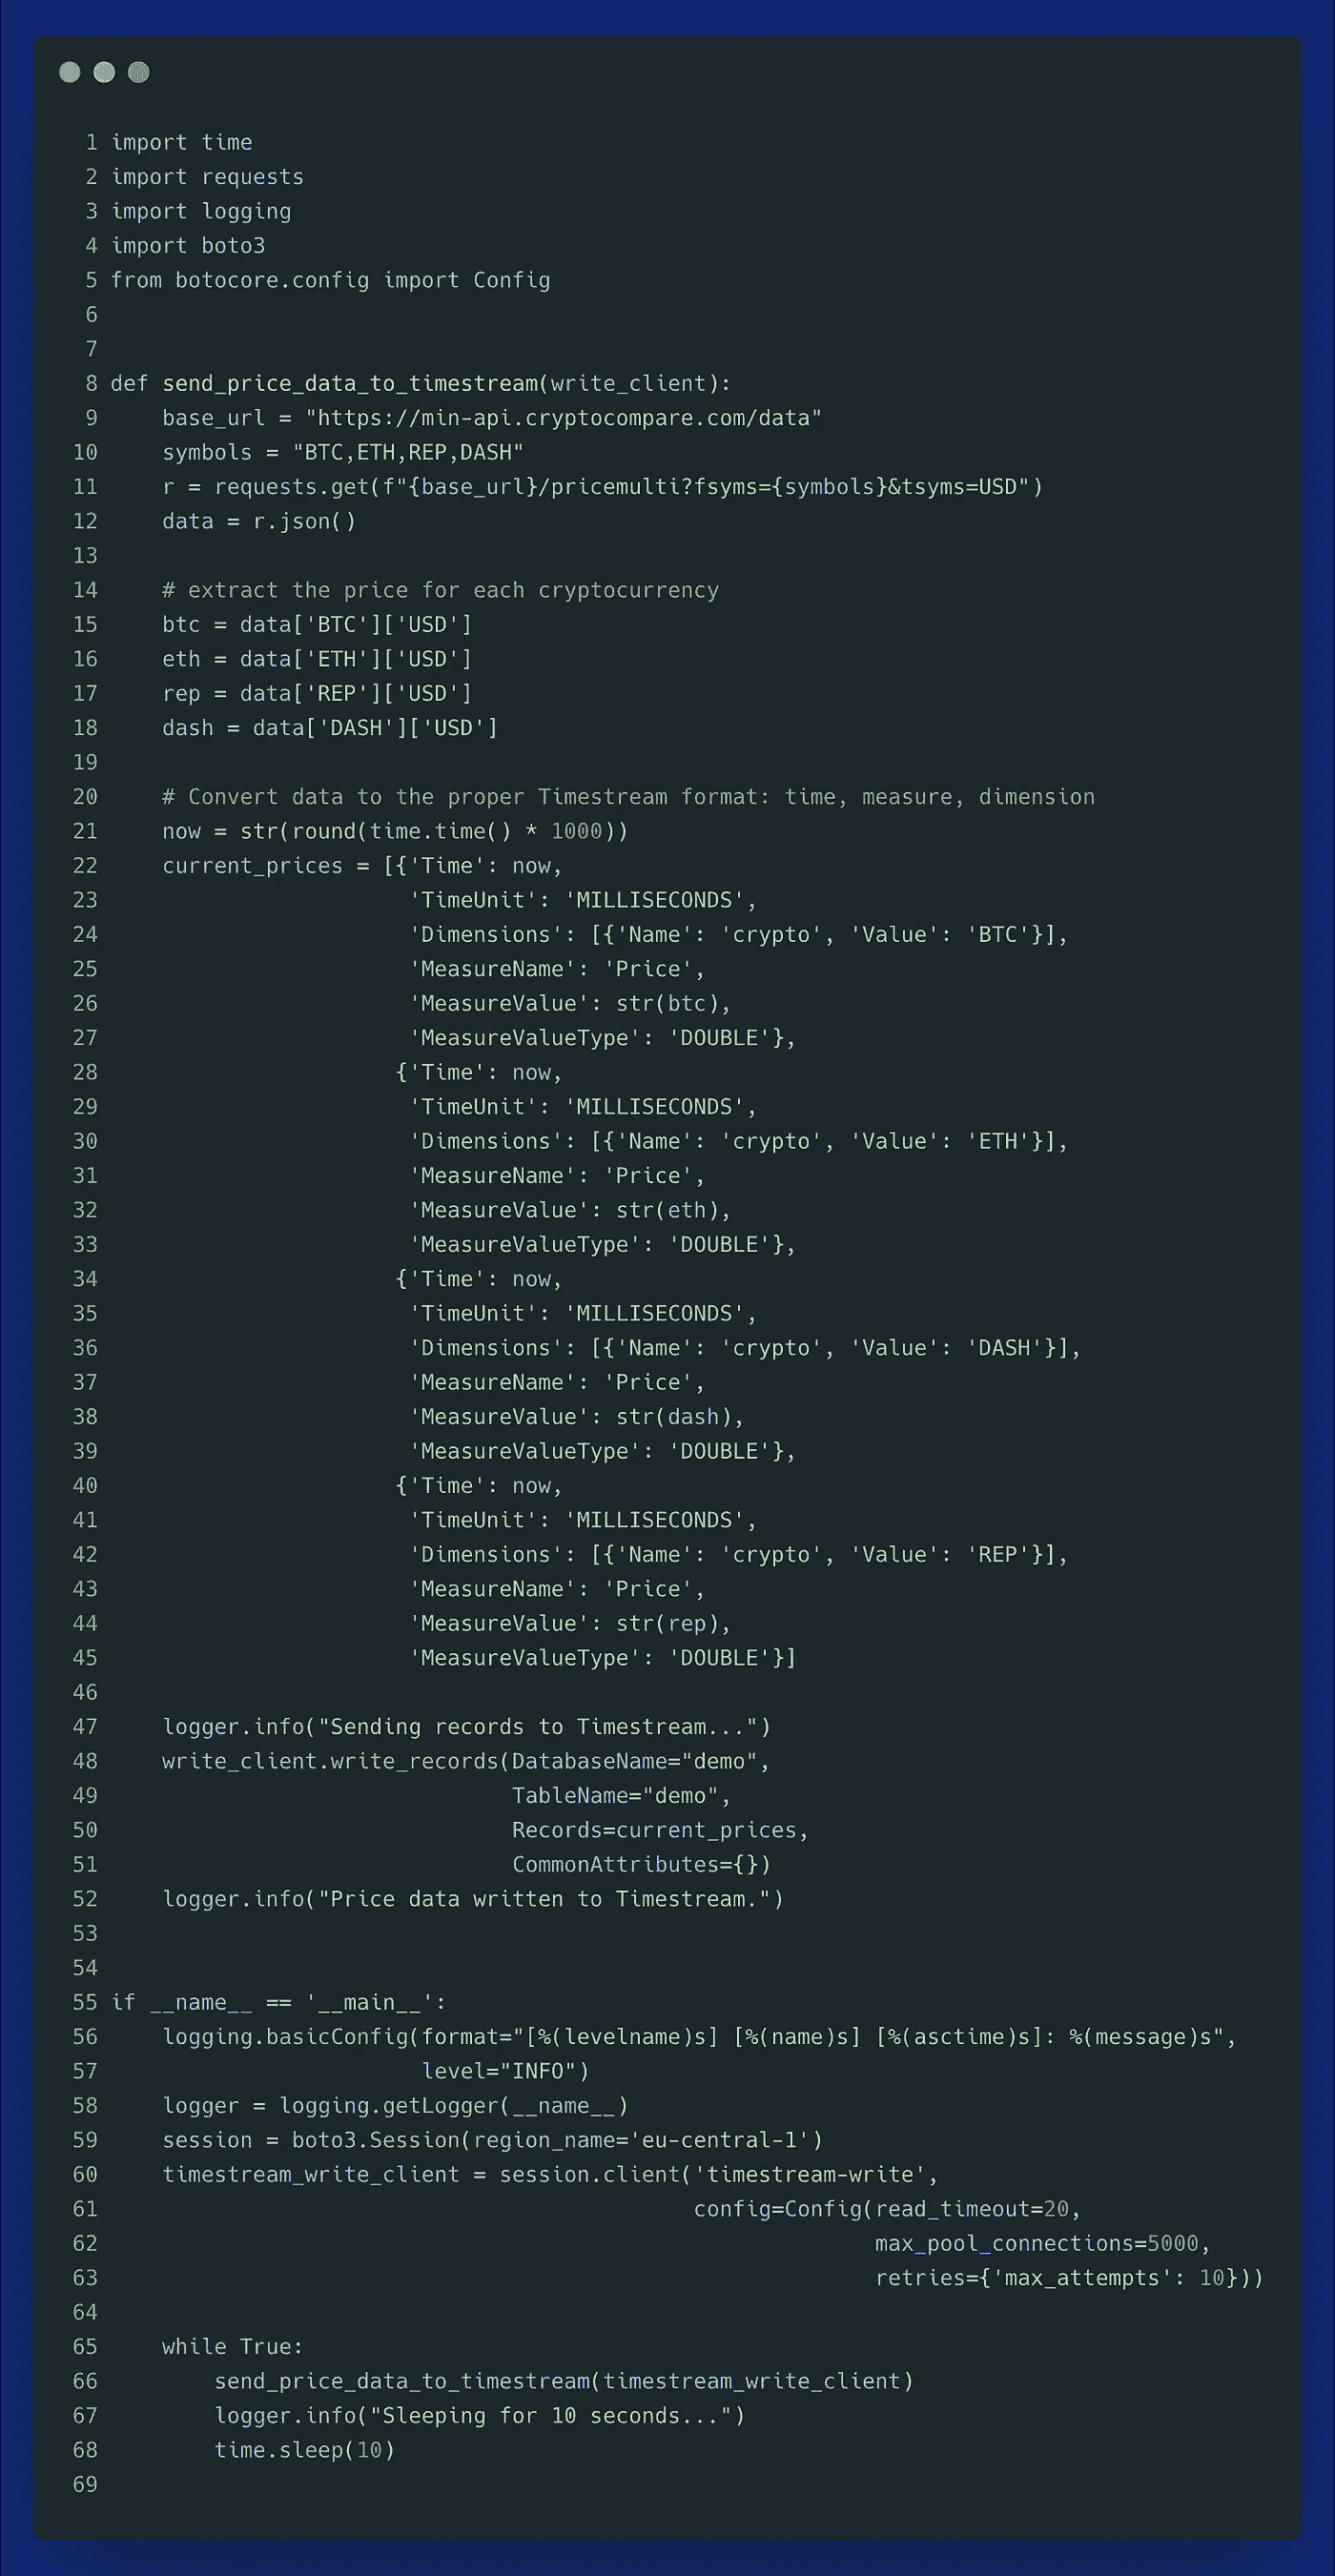 1 import time
2 import requests
3 import logging
4 import boto3
5 from botocore.config import Config
6
7
8 def send_price_data_to_timestream(write_client):
9     base_url = "https://min-api.cryptocompare.com/data"
10     symbols = "BTC,ETH,REP,DASH"
11     r = requests.get(f"{base_url}/pricemulti?fsyms={symbols}&tsyms=USD")
12     data = r.json()
13
14     # extract the price for each cryptocurrency
15     btc = data['BTC']['USD']
16     eth = data['ETH']['USD']
17     rep = data['REP']['USD']
18     dash = data['DASH']['USD']
19
20     # Convert data to the proper Timestream format: time, measure, dimension
21     now = str(round(time.time() * 1000))
22     current_prices = [{'Time': now,
23                        'TimeUnit': 'MILLISECONDS',
24                        'Dimensions': [{'Name': 'crypto', 'Value': 'BTC'}],
25                        'MeasureName': 'Price',
26                        'MeasureValue': str(btc),
27                        'MeasureValueType': 'DOUBLE'},
28                       {'Time': now,
29                        'TimeUnit': 'MILLISECONDS',
30                        'Dimensions': [{'Name': 'crypto', 'Value': 'ETH'}],
31                        'MeasureName': 'Price',
32                        'MeasureValue': str(eth),
33                        'MeasureValueType': 'DOUBLE'},
34                       {'Time': now,
35                        'TimeUnit': 'MILLISECONDS',
36                        'Dimensions': [{'Name': 'crypto', 'Value': 'DASH'}],
37                        'MeasureName': 'Price',
38                        'MeasureValue': str(dash),
39                        'MeasureValueType': 'DOUBLE'},
40                       {'Time': now,
41                        'TimeUnit': 'MILLISECONDS',
42                        'Dimensions': [{'Name': 'crypto', 'Value': 'REP'}],
43                        'MeasureName': 'Price',
44                        'MeasureValue': str(rep),
45                        'MeasureValueType': 'DOUBLE'}]
46
47     logger.info("Sending records to Timestream...")
48     write_client.write_records(DatabaseName="demo",
49                                TableName="demo",
50                                Records=current_prices,
51                                CommonAttributes={})
52     logger.info("Price data written to Timestream.")
53
54
55 if __name__ == '__main__':
56     logging.basicConfig(format="[%(levelname)s] [%(name)s] [%(asctime)s]: %(message)s",
57                         level="INFO")
58     logger = logging.getLogger(__name__)
59     session = boto3.Session(region_name='eu-central-1')
60     timestream_write_client = session.client('timestream-write',
61                                              config=Config(read_timeout=20,
62                                                            max_pool_connections=5000,
63                                                            retries={'max_attempts': 10}))
64
65     while True:
66         send_price_data_to_timestream(timestream_write_client)
67         logger.info("Sleeping for 10 seconds...")
68         time.sleep(10)
69